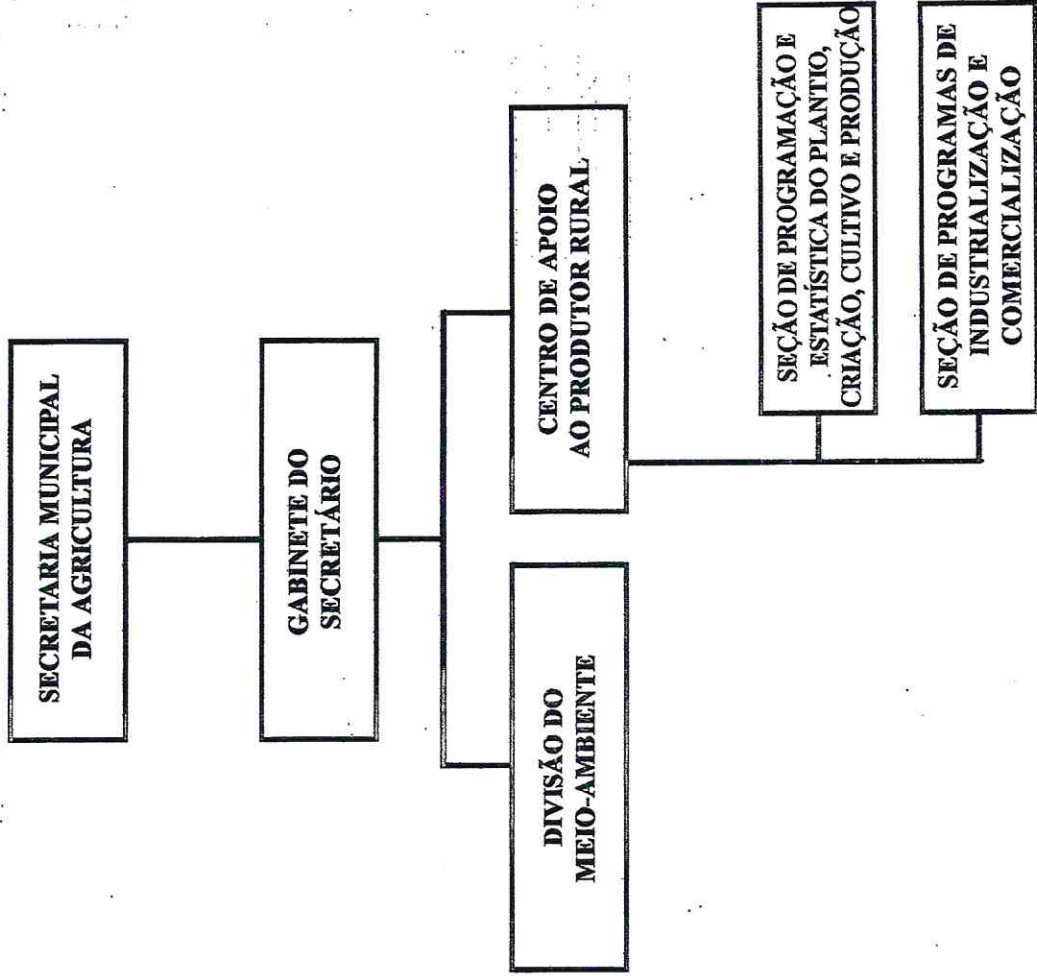 SECRETARIA MUNICIPAL
DA AGRICULTURA
GABINETE DO
SECRETÁRIO
DIVISÃO DO
MEIO-AMBIENTE
CENTRO DE APOIO
AO PRODUTOR RURAL
SEÇÃO DE PROGRAMAÇÃO E
ESTATÍSTICA DO PLANTIO,
CRIAÇÃO, CULTIVO E PRODUÇÃO
SEÇÃO DE PROGRAMAS DE
INDUSTRIALIZAÇÃO E
COMERCIALIZAÇÃO